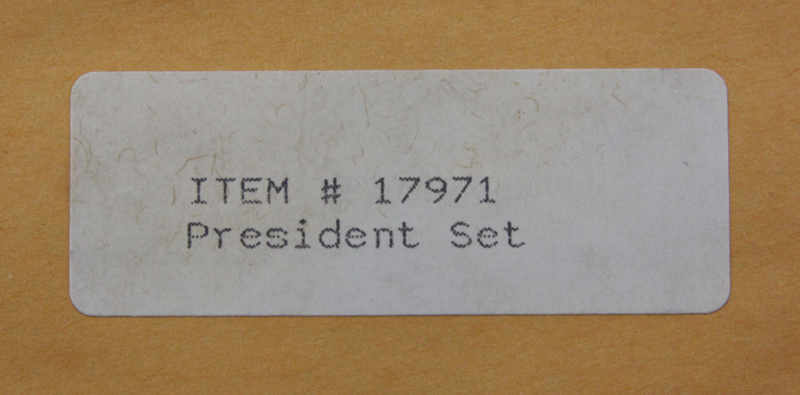 ITEM # 17971
President Set